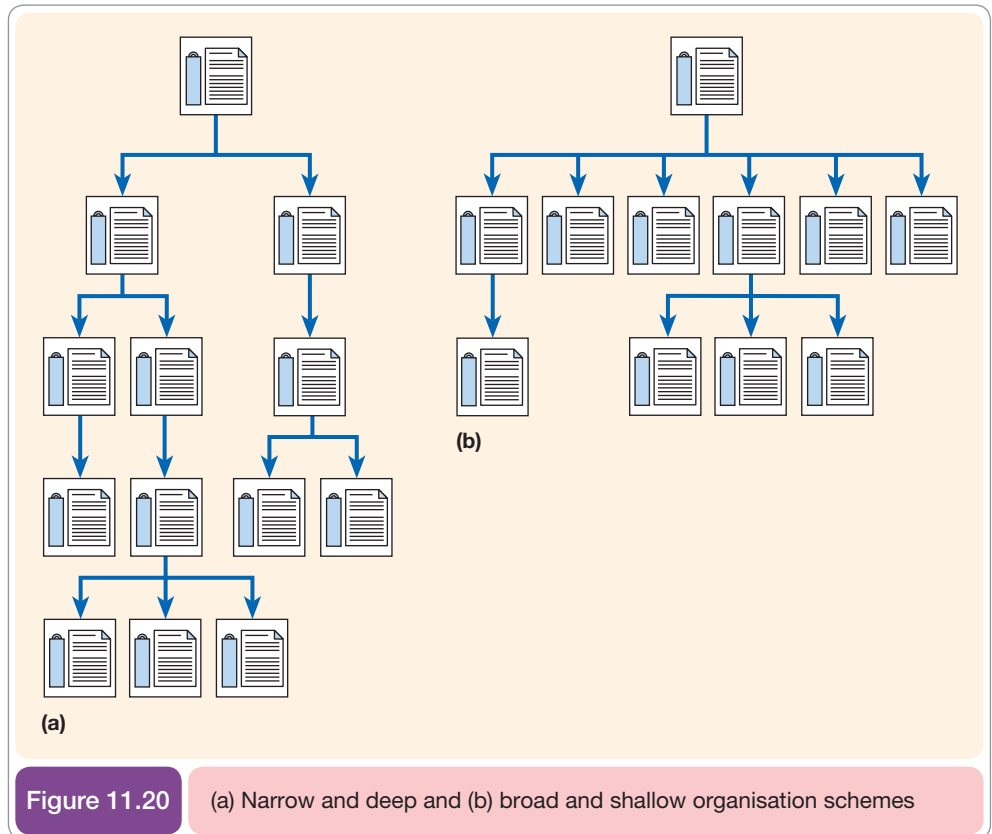 (b)
(a)
Figure 11.20
(a) Narrow and deep and (b) broad and shallow organisation schemes